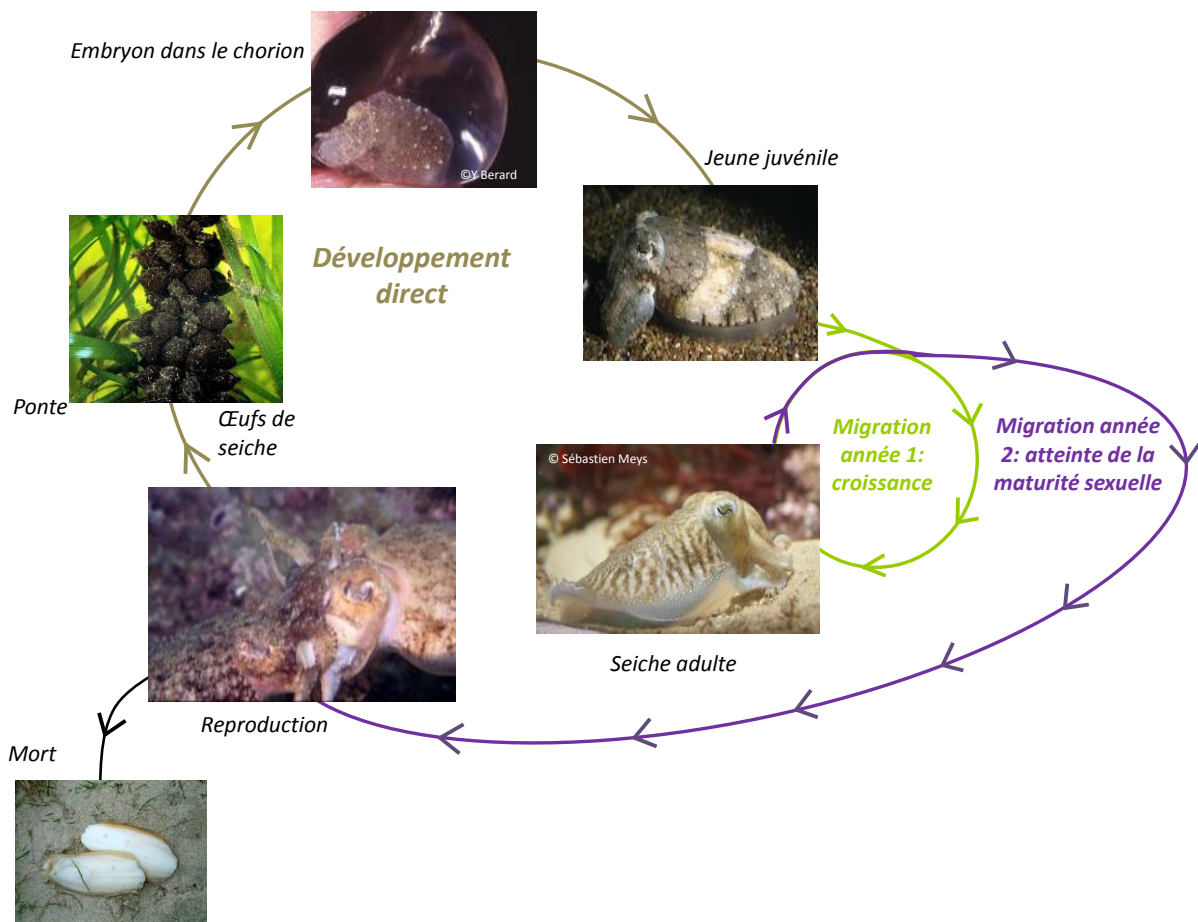 Embryon dans le chorion
©Y Berard
Jeune juvénile
Développement
direct
Ponte
Œufs de
seiche
© Sébastien Meys
Migration
année 1:
croissance
Migration année
2: atteinte de la
maturité sexuelle
Seiche adulte
Reproduction
Mort